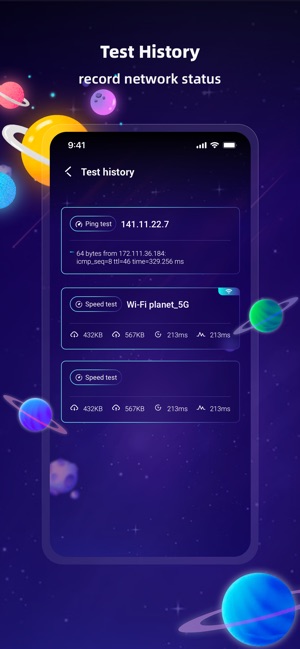 Test History
record network status
9:41
Test history
Ping test 141.11.22.7
64 bytes from 172.111.36.184:
icmp_seq=8 ttl=46 time=329.256 ms
Speed test Wi-Fi planet_5G
432KB 567KB 213ms 213ms
Speed test
432KB 567KB 213ms 213ms